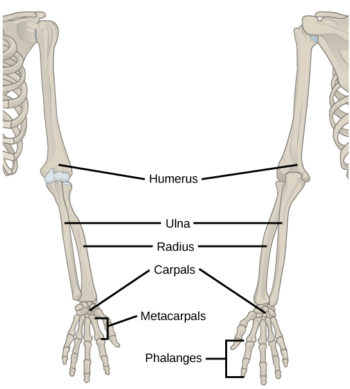 Humerus
Ulna
Radius
Carpals
Metacarpals
Phalanges